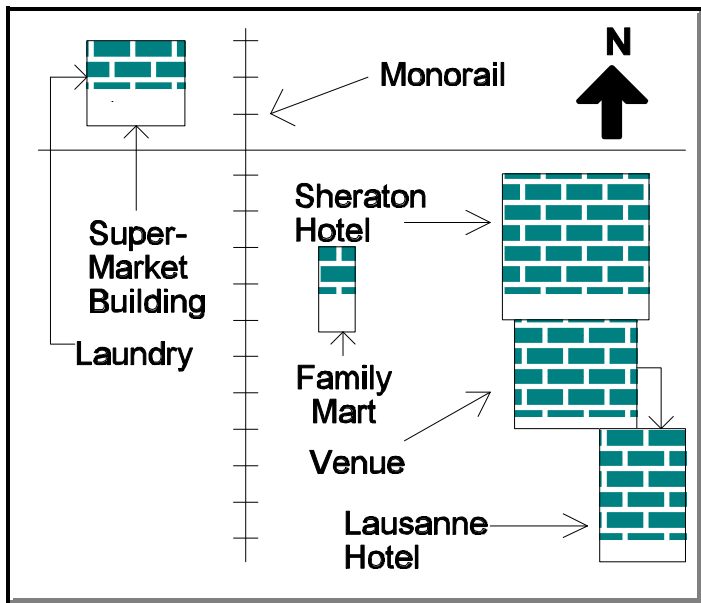 N
Monorail
Sheraton
Hotel
Super-
Market
Building
Laundry
Family
Mart
Venue
Lausanne
Hotel